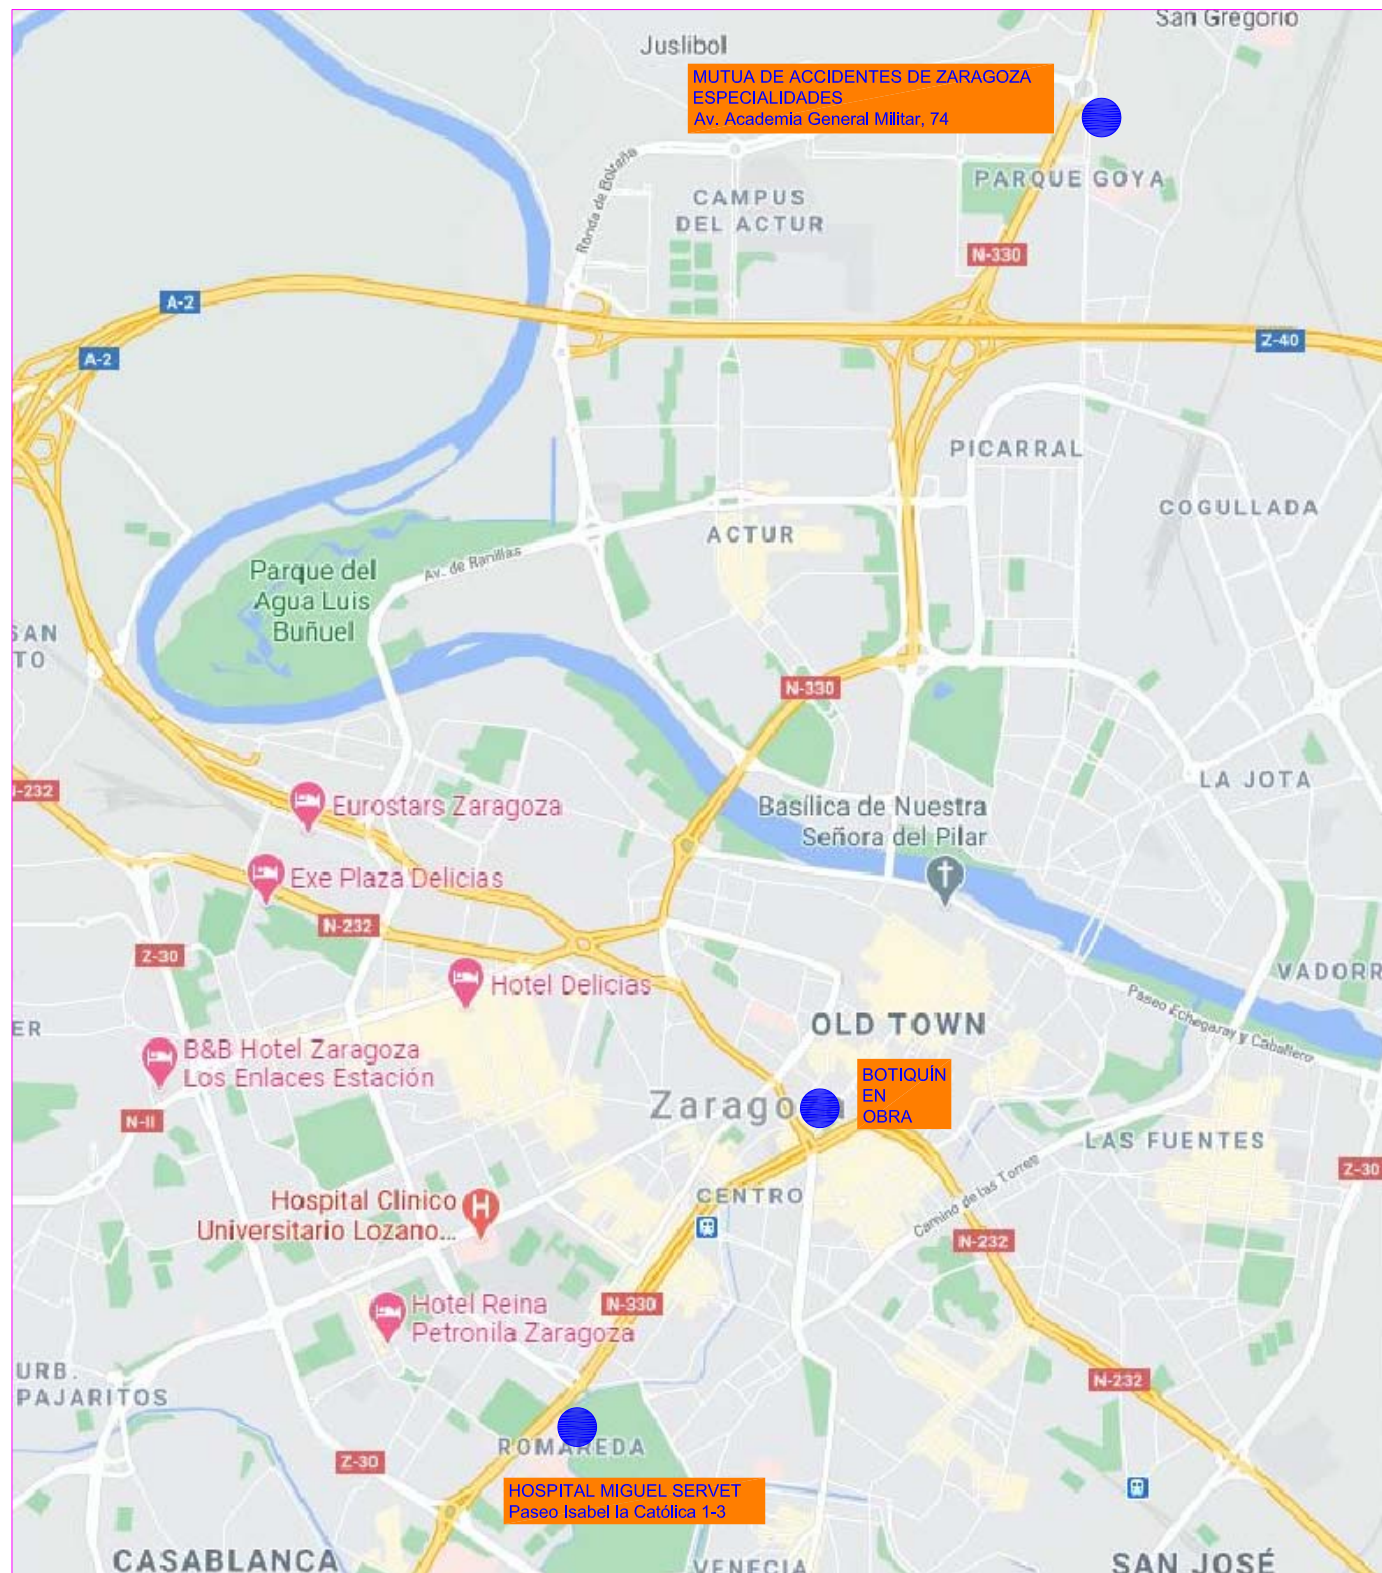 San Gregorio
Juslibol
MUTUA DE ACCIDENTES DE ZARAGOZA
ESPECIALIDADES
Av. Academia General Militar, 74
Ronda de Boltaña
PARQUE GOYA
CAMPUS
DEL ACTUR
N-330
A-2
Z-40
A-2
PICARRAL
COGULLADA
ACTUR
Av. de Ranillas
Parque del
Agua Luis
Buñuel
SAN
TO
N-330
LA JOTA
N-232
Eurostars Zaragoza
Basílica de Nuestra
Señora del Pilar
Exe Plaza Delicias
N-232
Z-30
Hotel Delicias
VADORR
Paseo Echegaray y Caballero
ER
OLD TOWN
B&B Hotel Zaragoza
Los Enlaces Estación
BOTIQUÍN
EN
OBRA
Zaragoza
N-II
LAS FUENTES
Z-30
CENTRO
Camino de las Torres
Hospital Clínico
Universitario Lozano...
H
N-232
Hotel Reina
Petronila Zaragoza
N-330
URB.
PAJARITOS
N-232
ROMAREDA
Z-30
HOSPITAL MIGUEL SERVET
Paseo Isabel la Católica 1-3
CASABLANCA
VENECIA
SAN JOSÉ